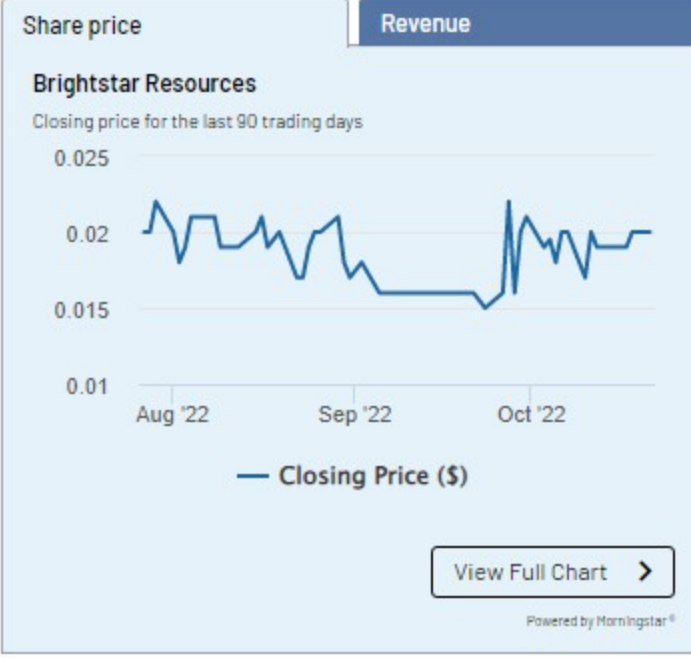 Share price
Revenue
Brightstar Resources
Closing price for the last 90 trading days
0.025
0.02
0.015
0.01
Aug '22 Sep '22 Oct '22
Closing Price ($)
View Full Chart
Powered by Morningstar®